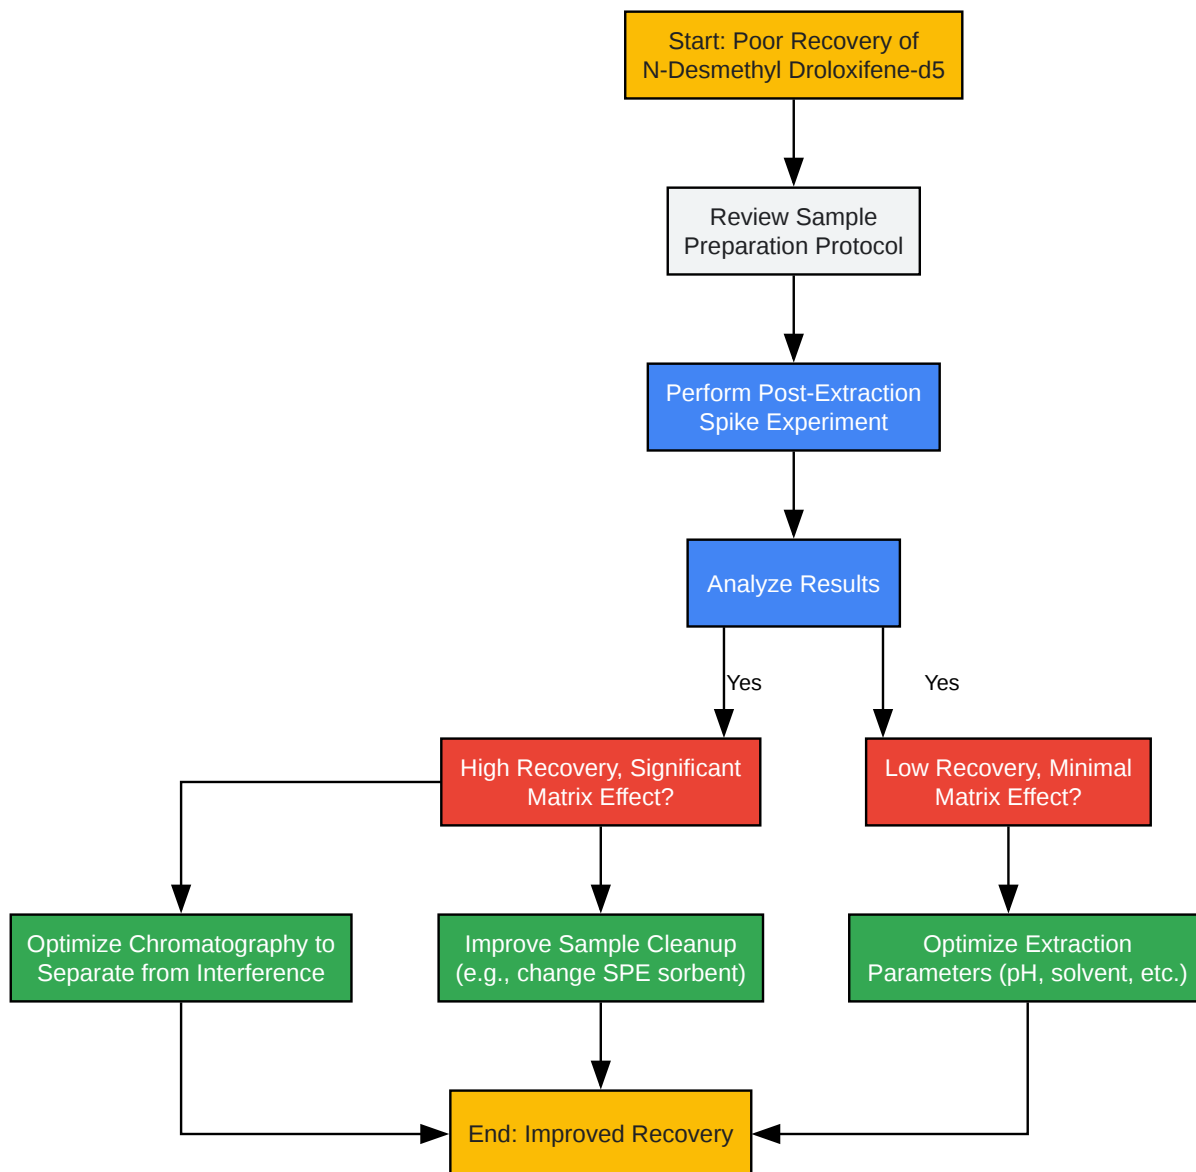 Start: Poor Recovery of
N-Desmethyl Droloxifene-d5
Review Sample
Preparation Protocol
Perform Post-Extraction
Spike Experiment
Analyze Results
Yes
Yes
High Recovery, Significant
Matrix Effect?
Low Recovery, Minimal
Matrix Effect?
Optimize Chromatography to
Separate from Interference
Improve Sample Cleanup
(e.g., change SPE sorbent)
Optimize Extraction
Parameters (pH, solvent, etc.)
End: Improved Recovery